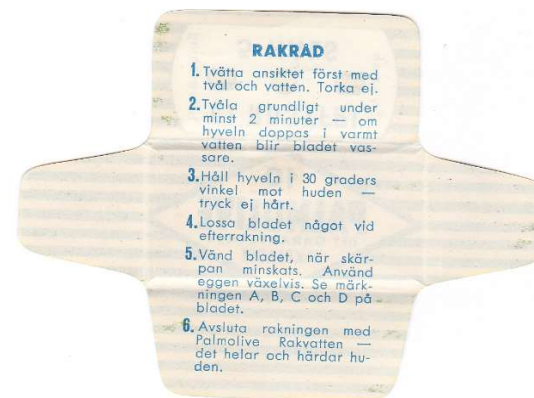 RAKRÅD
1. Tvätta ansiktet först med
tvål och vatten. Torka ej.
2. Tvåla grundligt under
minst 2 minuter — om
hyveln doppas i varmt
vatten blir bladet vas-
sare.
3. Håll hyveln i 30 graders
vinkel mot huden —
tryck ej hårt.
4. Lossa bladet något vid
efterrakning.
5. Vänd bladet, när skär-
pan minskats. Använd
eggen växelvis. Se märk-
ningen A, B, C och D på
bladet.
6. Avsluta rakningen med
Palmolive Rakvatten —
det helar och härdar hu-
den.